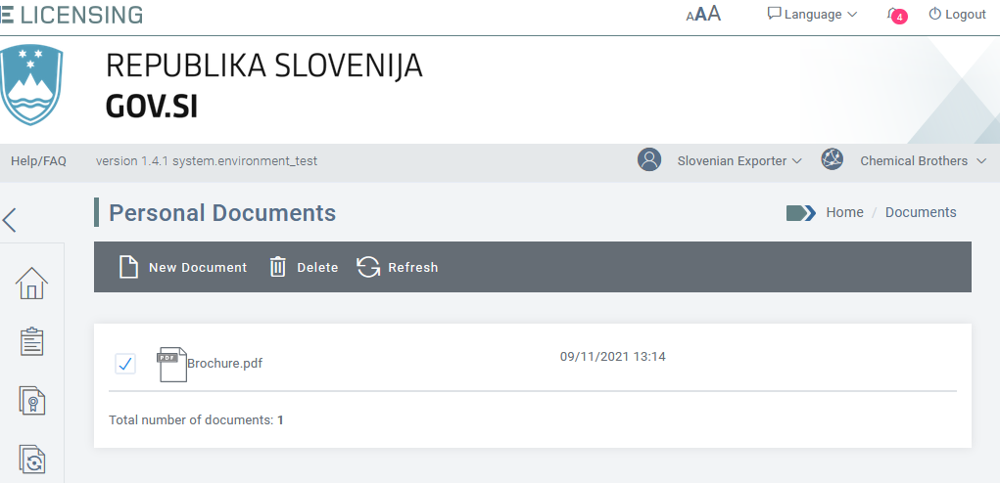 E LICENSING
AAA
Language
4
Logout
REPUBLIKA SLOVENIJA
GOV.SI
Help/FAQ
version 1.4.1 system.environment_test
Slovenian Exporter
Chemical Brothers
Personal Documents
Home / Documents
New Document
Delete
Refresh
PDF
Brochure.pdf
09/11/2021 13:14
Total number of documents: 1